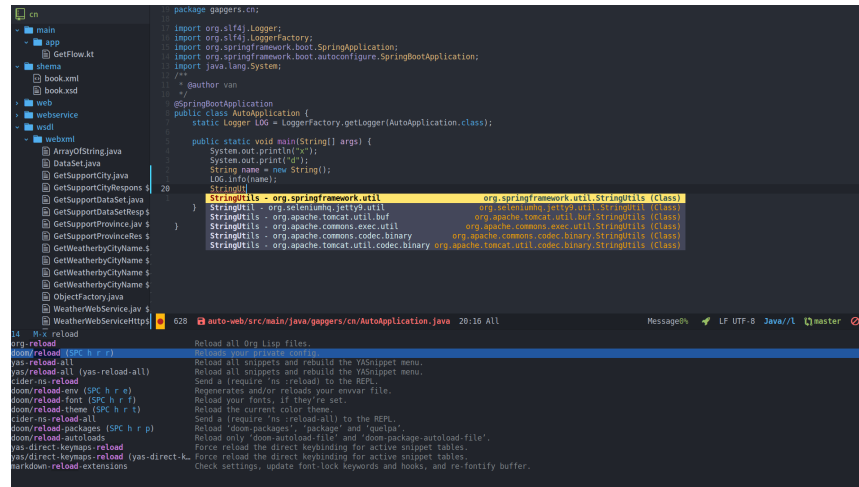 cn
main
app
GetFlow.kt
shema
book.xml
book.xsd
web
webservice
wsdl
webxml
ArrayOfString.java
DataSet.java
GetSupportCity.java
GetSupportCityRespons $
GetSupportDataSet.java
GetSupportDataSetResp$
GetSupportProvince.jav $
GetSupportProvinceRes $
GetWeatherbyCityName.$
GetWeatherbyCityName $
GetWeatherbyCityName $
GetWeatherbyCityName $
ObjectFactory.java
WeatherWebService.jav $
WeatherWebServiceHttp$
package gapgers.cn;
import org.slf4j.Logger;
import org.slf4j.LoggerFactory;
import org.springframework.boot.SpringApplication;
import org.springframework.boot.autoconfigure.SpringBootApplication;
import java.lang.System;
/**
* @author van
*/
@SpringBootApplication
public class AutoApplication {
static Logger LOG = LoggerFactory.getLogger(AutoApplication.class);
public static void main(String[] args) {
System.out.println("x");
System.out.print("d");
String name = new String();
LOG.info(name);
20 StringUt
StringUtils - org.springframework.util org.springframework.util.StringUtils (Class)
} StringUtil - org.seleniumhq.jetty9.util org.seleniumhq.jetty9.util.StringUtil (Class)
StringUtils - org.apache.tomcat.util.buf org.apache.tomcat.util.buf.StringUtils (Class)
} StringUtils - org.apache.commons.exec.util org.apache.commons.exec.util.StringUtils (Class)
StringUtils - org.apache.commons.codec.binary org.apache.commons.codec.binary.StringUtils (Class)
StringUtils - org.apache.tomcat.util.codec.binary org.apache.tomcat.util.codec.binary.StringUtils (Class)
628 auto-web/src/main/java/gapgers/cn/AutoApplication.java 20:16 All Message0% LF UTF-8 Java//l master
14 M-x reload
org-reload Reload all Org Lisp files.
doom/reload (SPC h r r) Reloads your private config.
yas-reload-all Reload all snippets and rebuild the YASnippet menu.
yas/reload-all (yas-reload-all) Reload all snippets and rebuild the YASnippet menu.
cider-ns-reload Send a (require 'ns :reload) to the REPL.
doom/reload-env (SPC h r e) Regenerates and/or reloads your envvar file.
doom/reload-font (SPC h r f) Reload your fonts, if they're set.
doom/reload-theme (SPC h r t) Reload the current color theme.
cider-ns-reload-all Send a (require 'ns :reload-all) to the REPL.
doom/reload-packages (SPC h r p) Reload 'doom-packages', 'package' and 'quelpa'.
doom/reload-autoloads Reload only 'doom-autoload-file' and 'doom-package-autoload-file'.
yas-direct-keymaps-reload Force reload the direct keybinding for active snippet tables.
yas/direct-keymaps-reload (yas-direct-k… Force reload the direct keybinding for active snippet tables.
markdown-reload-extensions Check settings, update font-lock keywords and hooks, and re-fontify buffer.